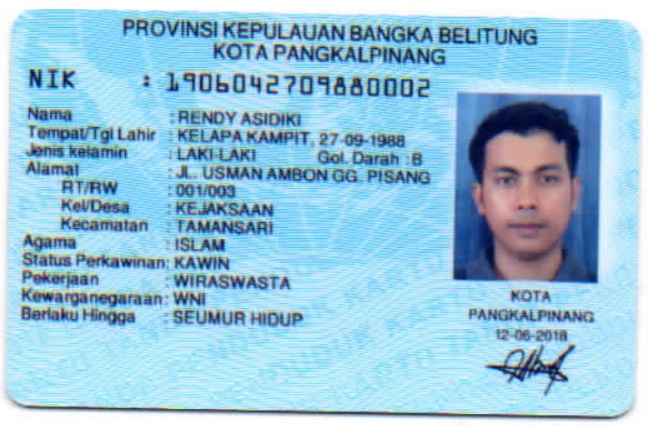 PROVINSI KEPULAUAN BANGKA BELITUNG
KOTA PANGKALPINANG
NIK : 1906042709880002
Nama : RENDY ASIDIKI
Tempat/Tgl Lahir : KELAPA KAMPIT, 27-09-1988
Jenis kelamin : LAKI-LAKI Gol. Darah : B
Alamat : JL. USMAN AMBON GG. PISANG
RT/RW : 001/003
Kel/Desa : KEJAKSAAN
Kecamatan : TAMANSARI
Agama : ISLAM
Status Perkawinan: KAWIN
Pekerjaan : WIRASWASTA
Kewarganegaraan: WNI
Berlaku Hingga : SEUMUR HIDUP
KOTA
PANGKALPINANG
12-06-2018